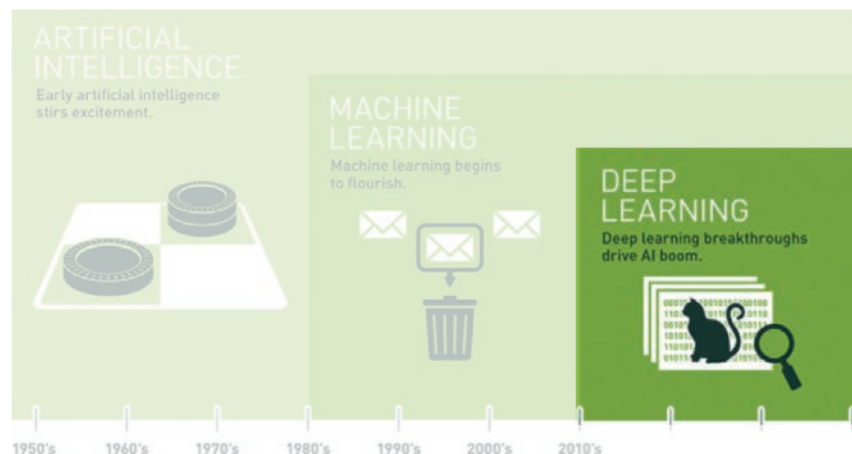 ARTIFICIAL
INTELLIGENCE
Early artificial intelligence
stirs excitement.
MACHINE
LEARNING
Machine learning begins
to flourish.
DEEP
LEARNING
Deep learning breakthroughs
drive AI boom.
1950's 1960's 1970's 1980's 1990's 2000's 2010's